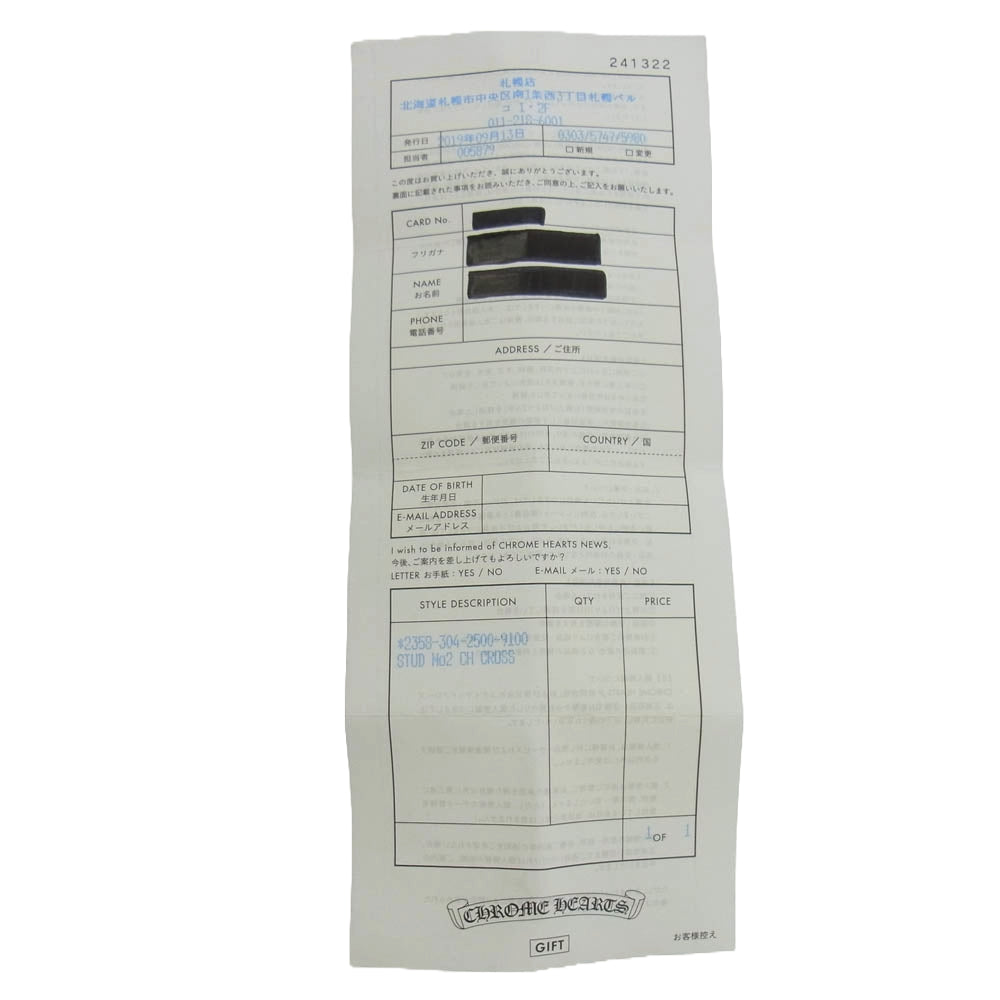 241322
札幌店
北海道札幌市中央区南1条西3丁目札幌パル
コ 1・2F
011-218-6001
発行日 2019年09月13日 0303/5747/5980
担当者 005879 □新規 □変更
この度はお買い上げいただき、誠にありがとうございます。
裏面に記載された事項をお読みいただき、ご同意の上、ご記入をお願いいたします。
CARD No.
フリガナ
NAME
お名前
PHONE
電話番号
ADDRESS / ご住所
ZIP CODE / 郵便番号 COUNTRY / 国
DATE OF BIRTH
生年月日
E-MAIL ADDRESS
メールアドレス
I wish to be informed of CHROME HEARTS NEWS.
今後、ご案内を差し上げてもよろしいですか？
LETTER お手紙 : YES / NO E-MAIL メール : YES / NO
STYLE DESCRIPTION QTY PRICE
*2358-304-2500-9100
STUD No2 CH CROSS
1 OF 1
CHROME HEARTS
GIFT
お客様控え